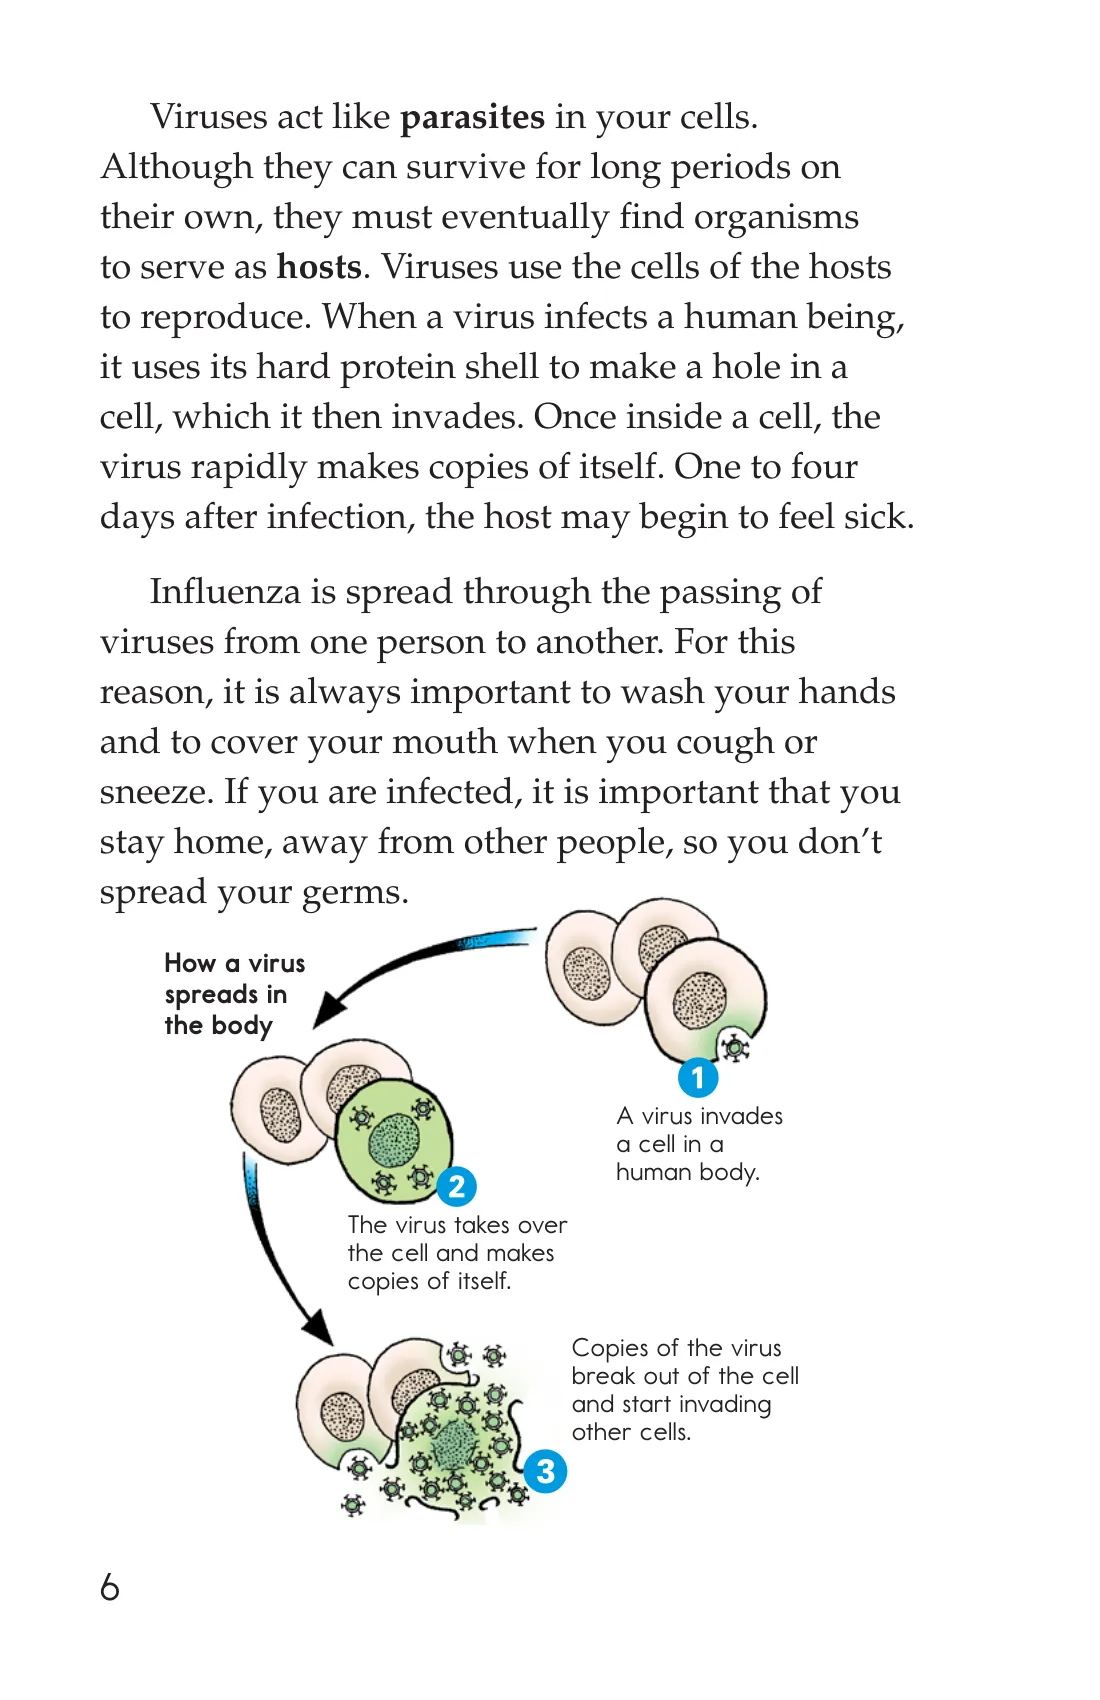 Viruses act like parasites in your cells.
Although they can survive for long periods on
their own, they must eventually find organisms
to serve as hosts. Viruses use the cells of the hosts
to reproduce. When a virus infects a human being,
it uses its hard protein shell to make a hole in a
cell, which it then invades. Once inside a cell, the
virus rapidly makes copies of itself. One to four
days after infection, the host may begin to feel sick.
Influenza is spread through the passing of
viruses from one person to another. For this
reason, it is always important to wash your hands
and to cover your mouth when you cough or
sneeze. If you are infected, it is important that you
stay home, away from other people, so you don’t
spread your germs.
How a virus
spreads in
the body
1
A virus invades
a cell in a
human body.
2
The virus takes over
the cell and makes
copies of itself.
3
Copies of the virus
break out of the cell
and start invading
other cells.
6